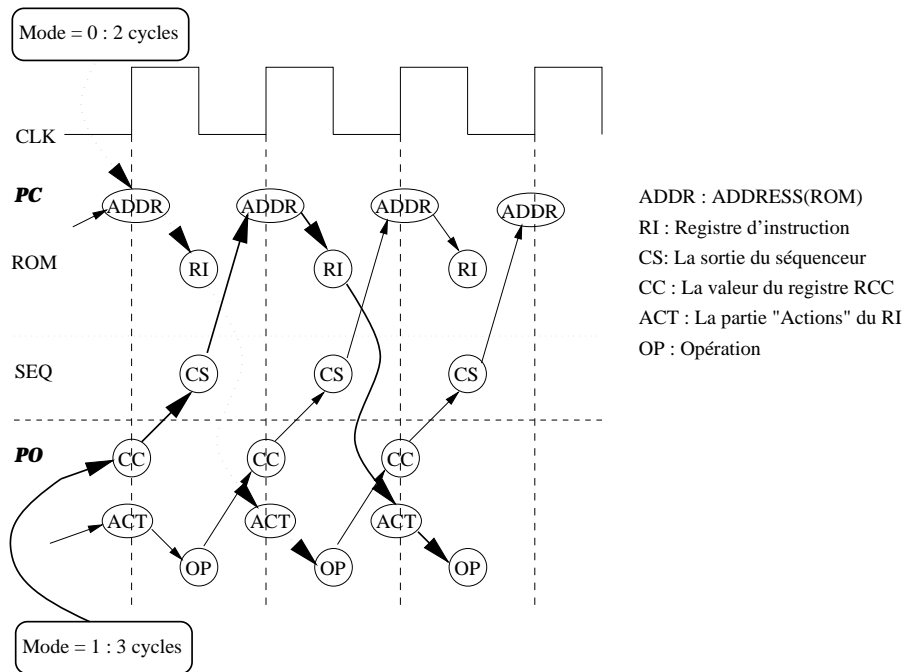 Mode = 0 : 2 cycles
CLK
PC
ADDR ADDR ADDR ADDR
ROM
RI RI RI
SEQ
CS CS CS
PO
CC CC CC
ACT ACT ACT
OP OP OP
Mode = 1 : 3 cycles
ADDR : ADDRESS(ROM)
RI : Registre d'instruction
CS: La sortie du séquenceur
CC : La valeur du registre RCC
ACT : La partie "Actions" du RI
OP : Opération